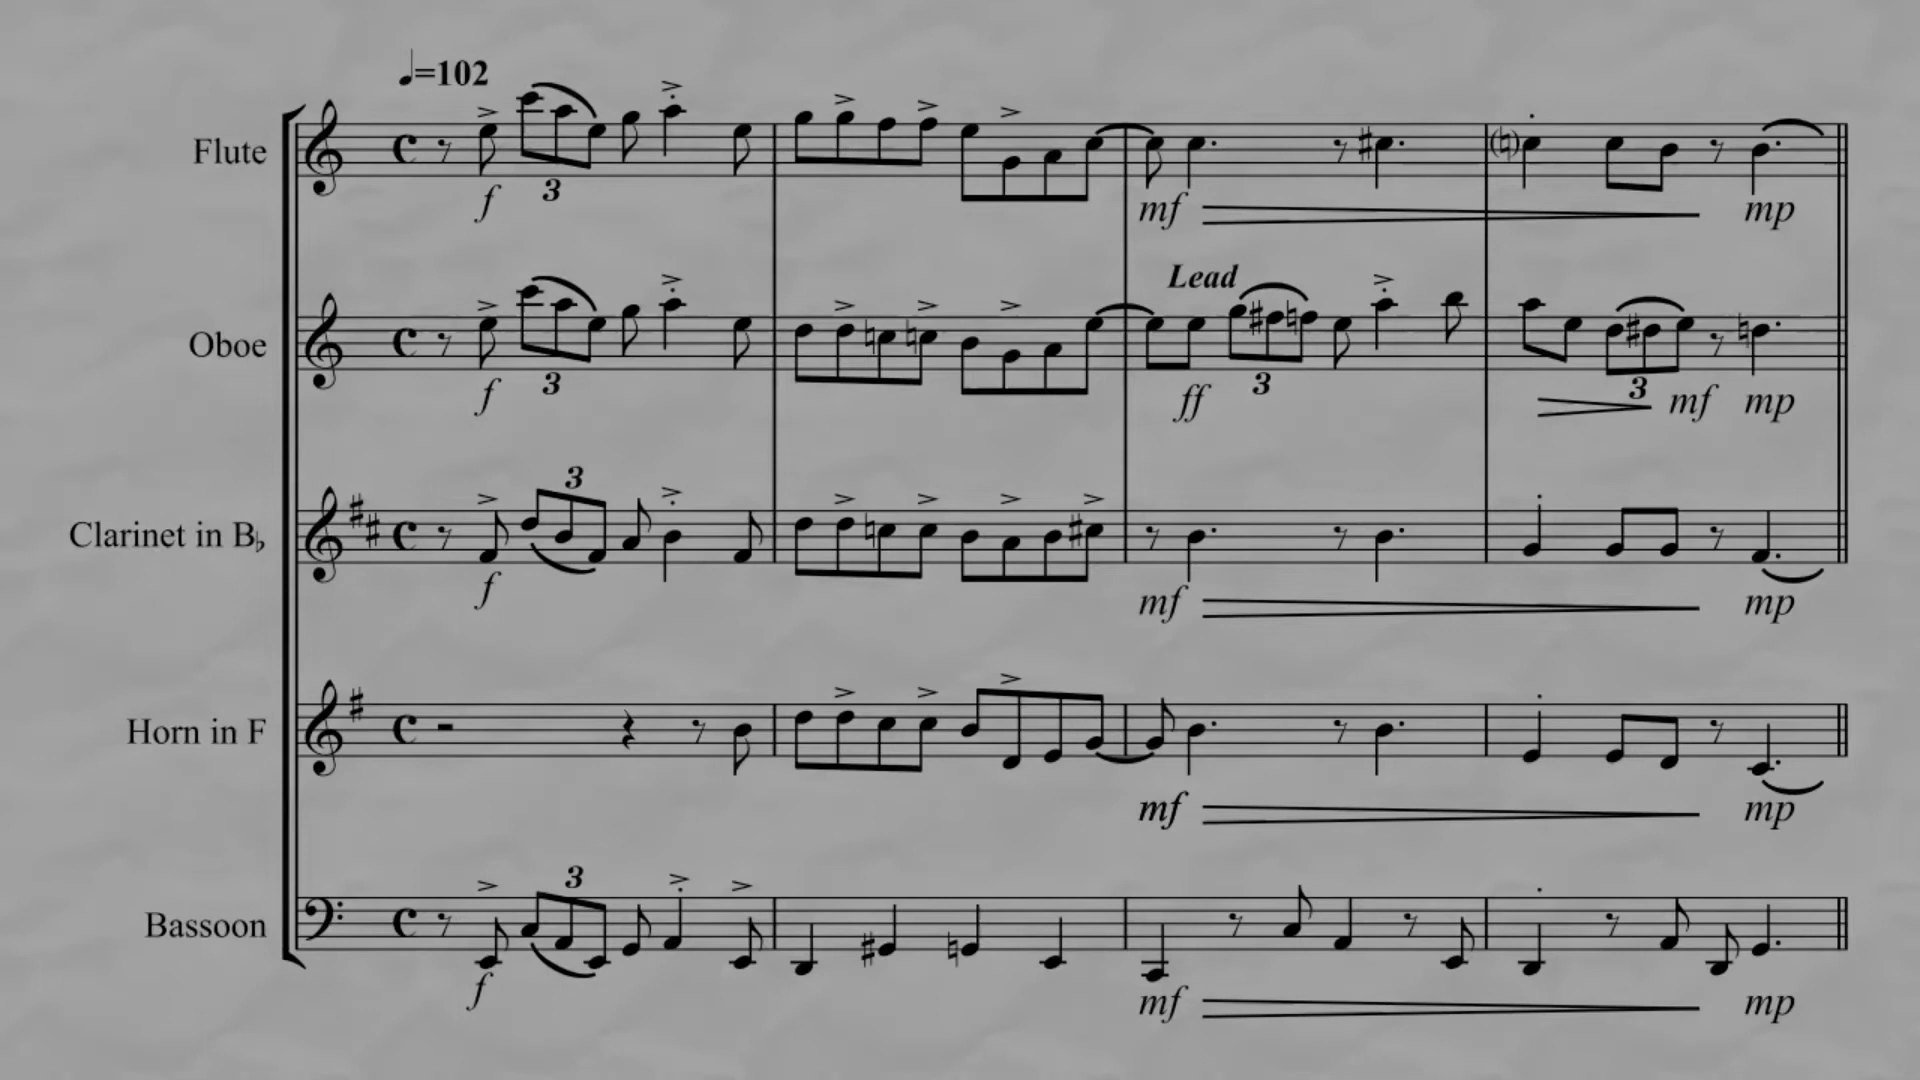 ♩=102
Flute
f
3
mf
mp
Lead
Oboe
f
3
ff
3
3
mf
mp
3
Clarinet in B♭
f
mf
mp
Horn in F
mf
mp
3
Bassoon
f
mf
mp